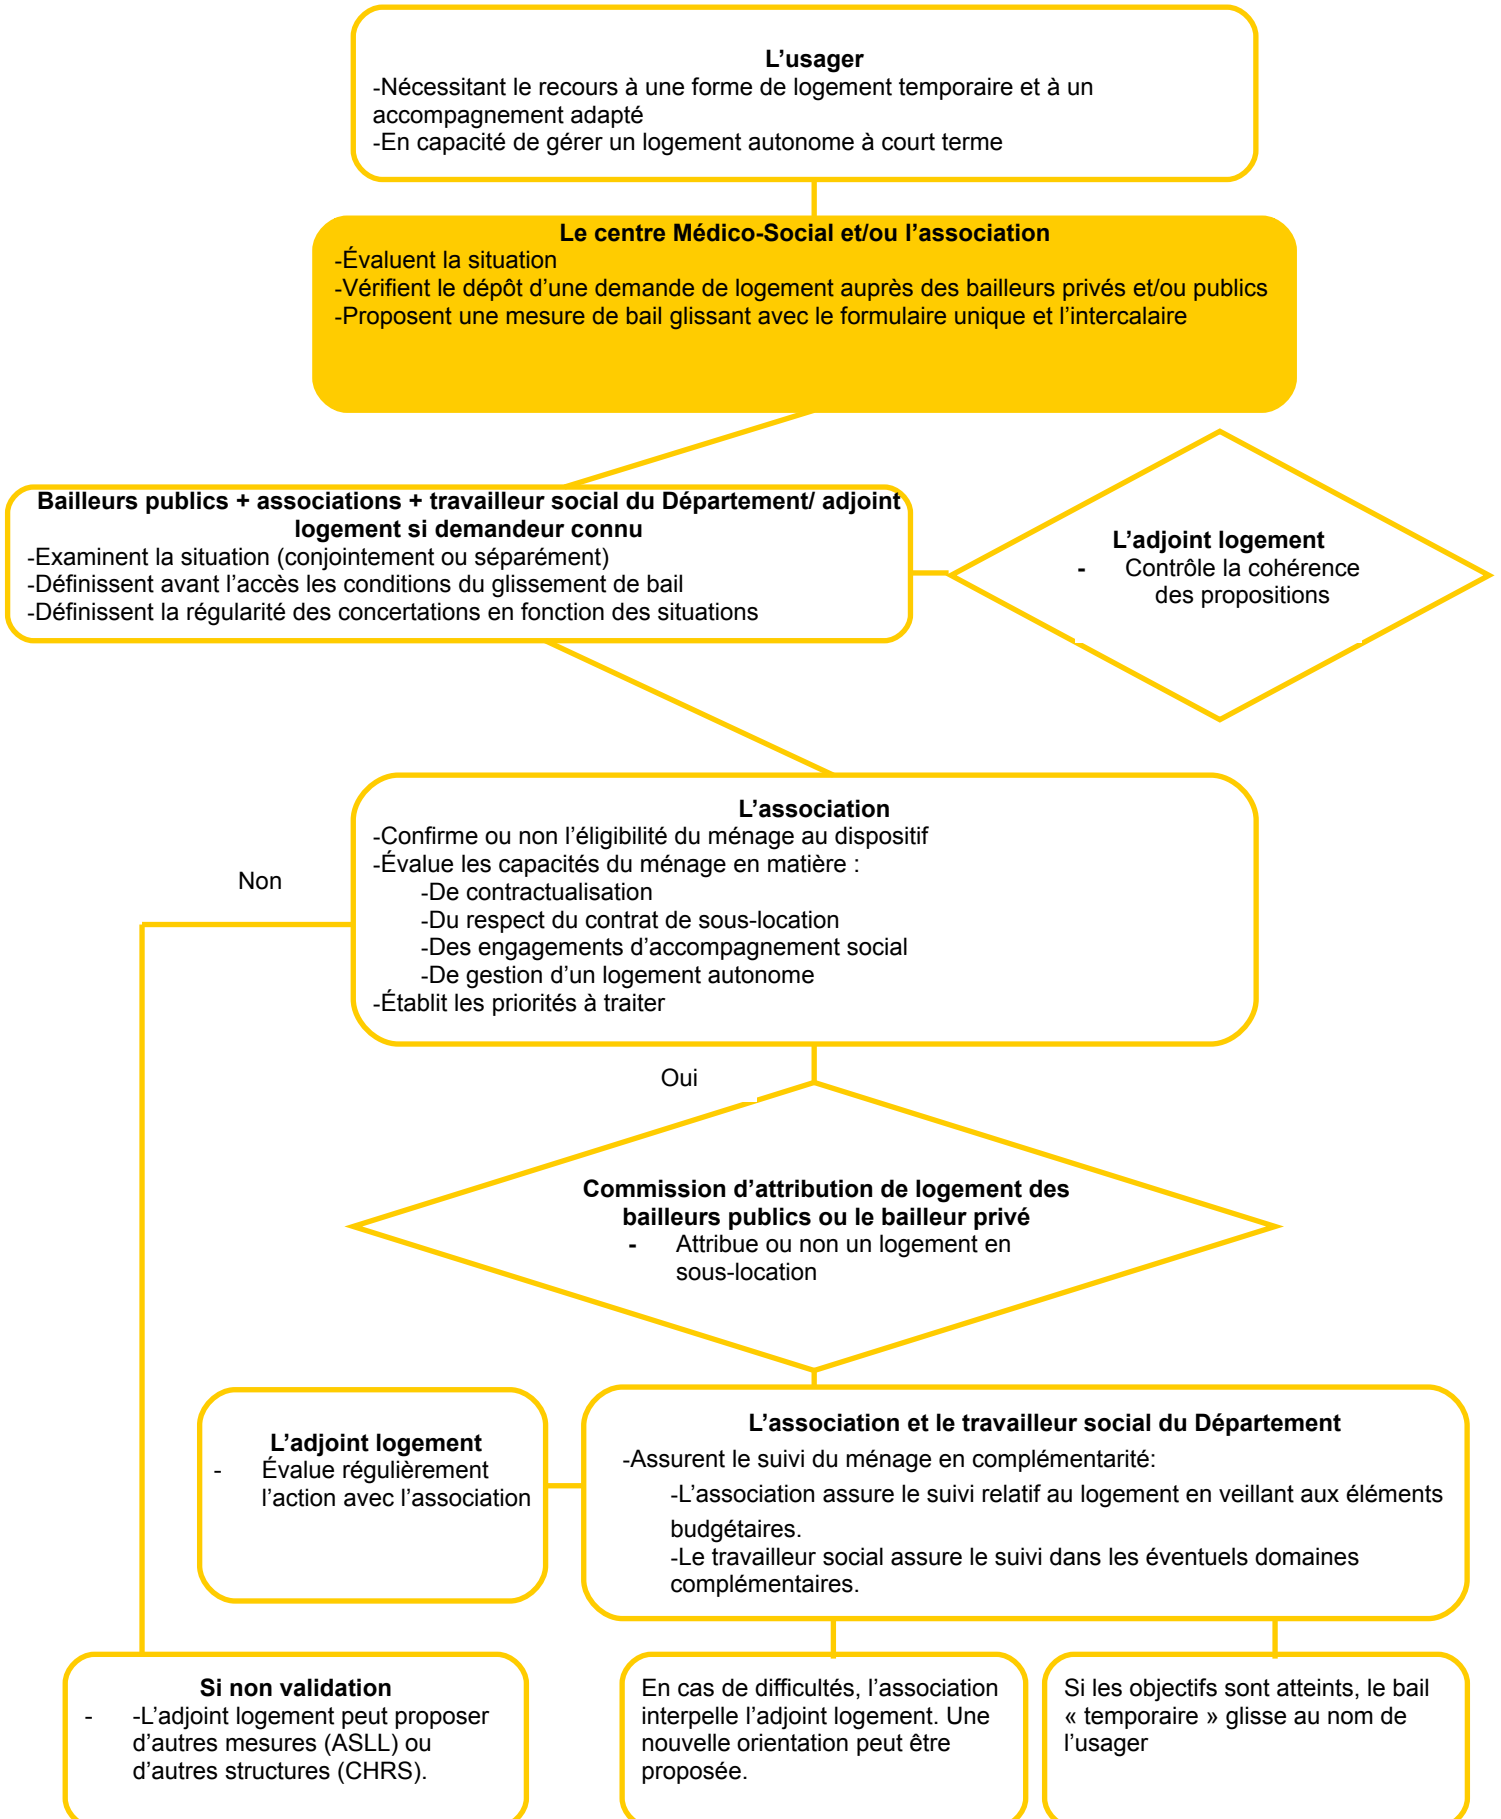 L’usager
-Nécessitant le recours à une forme de logement temporaire et à un
accompagnement adapté
-En capacité de gérer un logement autonome à court terme
Le centre Médico-Social et/ou l’association
-Évaluent la situation
-Vérifient le dépôt d’une demande de logement auprès des bailleurs privés et/ou publics
-Proposent une mesure de bail glissant avec le formulaire unique et l’intercalaire
Bailleurs publics + associations + travailleur social du Département/ adjoint
logement si demandeur connu
-Examinent la situation (conjointement ou séparément)
-Définissent avant l’accès les conditions du glissement de bail
-Définissent la régularité des concertations en fonction des situations
L’adjoint logement
- Contrôle la cohérence
des propositions
L’association
-Confirme ou non l’éligibilité du ménage au dispositif
-Évalue les capacités du ménage en matière :
-De contractualisation
-Du respect du contrat de sous-location
-Des engagements d’accompagnement social
-De gestion d’un logement autonome
-Établit les priorités à traiter
Non
Oui
Commission d’attribution de logement des
bailleurs publics ou le bailleur privé
- Attribue ou non un logement en
sous-location
L’adjoint logement
- Évalue régulièrement
l’action avec l’association
L’association et le travailleur social du Département
-Assurent le suivi du ménage en complémentarité:
-L’association assure le suivi relatif au logement en veillant aux éléments
budgétaires.
-Le travailleur social assure le suivi dans les éventuels domaines
complémentaires.
Si non validation
- -L’adjoint logement peut proposer
d’autres mesures (ASLL) ou
d’autres structures (CHRS).
En cas de difficultés, l’association
interpelle l’adjoint logement. Une
nouvelle orientation peut être
proposée.
Si les objectifs sont atteints, le bail
« temporaire » glisse au nom de
l’usager